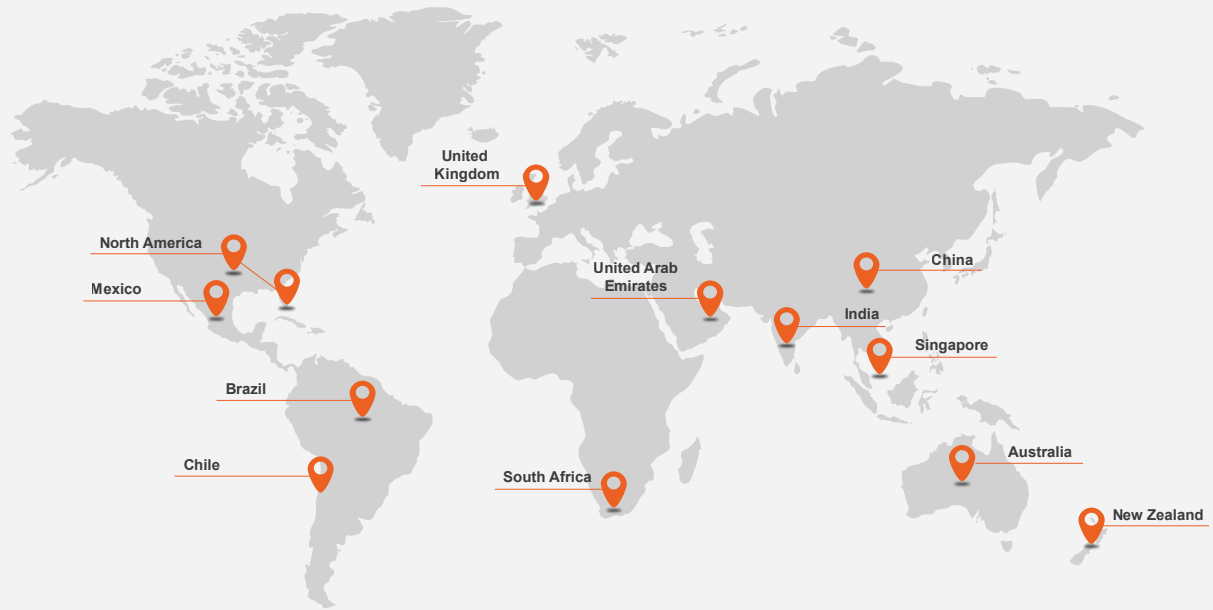 United
Kingdom
North America
Mexico
United Arab
Emirates
China
India
Singapore
Brazil
Chile
South Africa
Australia
New Zealand